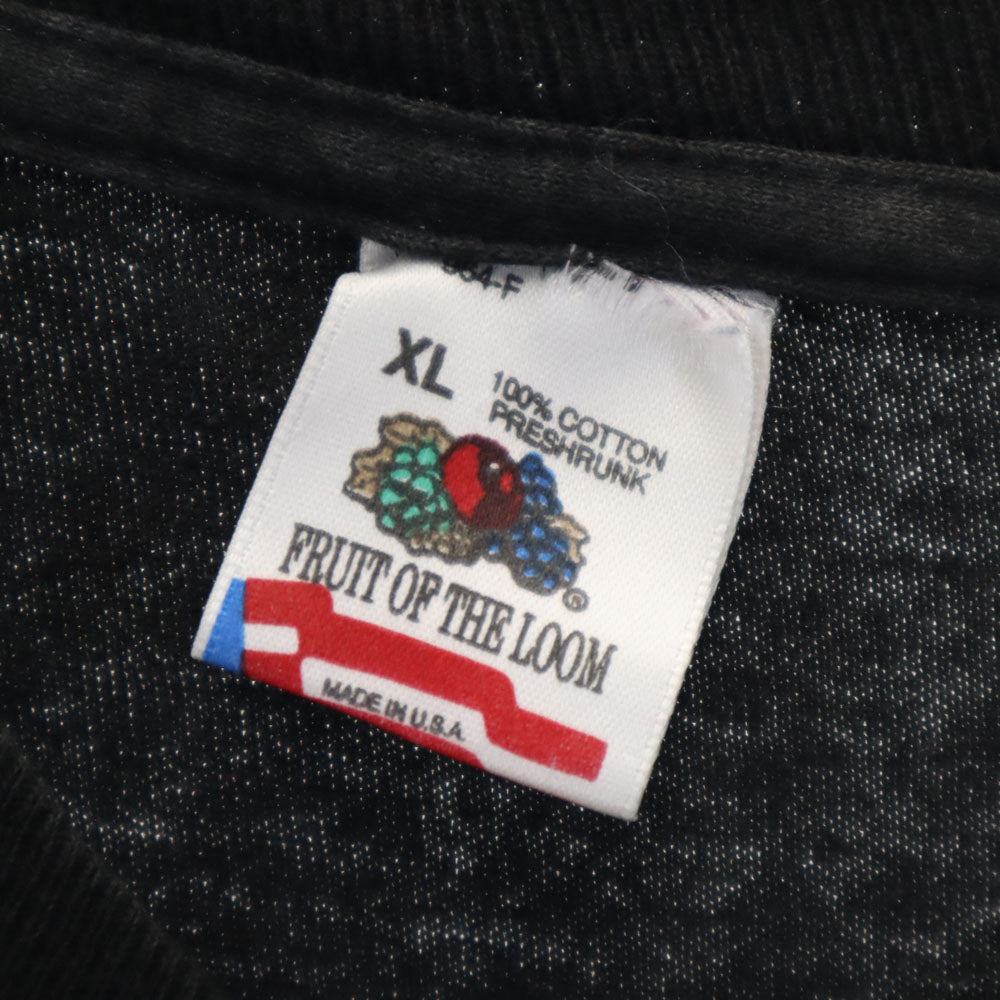 XL
100% COTTON
PRESHRUNK
FRUIT OF THE LOOM
®
MADE IN U.S.A.